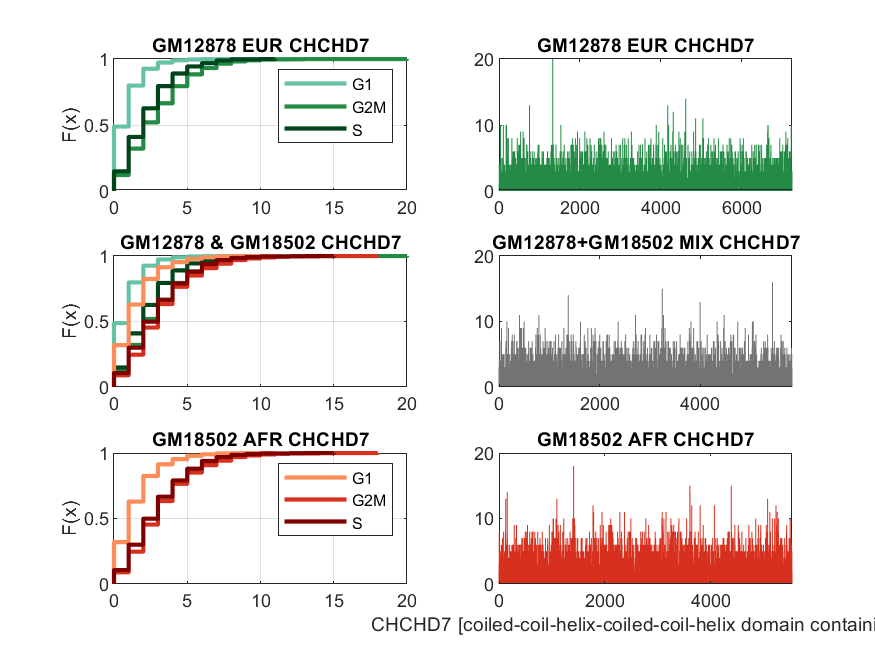 GM12878 EUR CHCHD7
F(x)
1
0.5
0
0 5 10 15 20
G1
G2M
S
GM12878 EUR CHCHD7
20
10
0
0 2000 4000 6000
GM12878 & GM18502 CHCHD7
F(x)
1
0.5
0
0 5 10 15 20
GM12878+GM18502 MIX CHCHD7
20
10
0
0 2000 4000
GM18502 AFR CHCHD7
F(x)
1
0.5
0
0 5 10 15 20
G1
G2M
S
GM18502 AFR CHCHD7
20
10
0
0 2000 4000
CHCHD7 [coiled-coil-helix-coiled-coil-helix domain containi